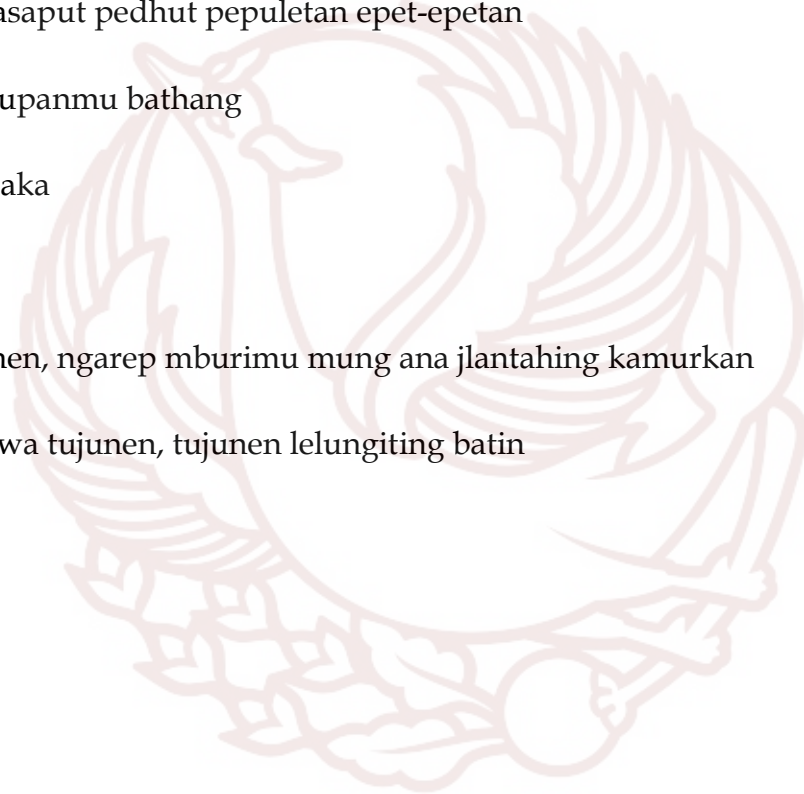 asaput pedhut pepuletan epet-epetan
upanmu bathang
aka
nen, ngarep mburimu mung ana jlantahing kamurkan
wa tujunen, tujunen lelungiting batin